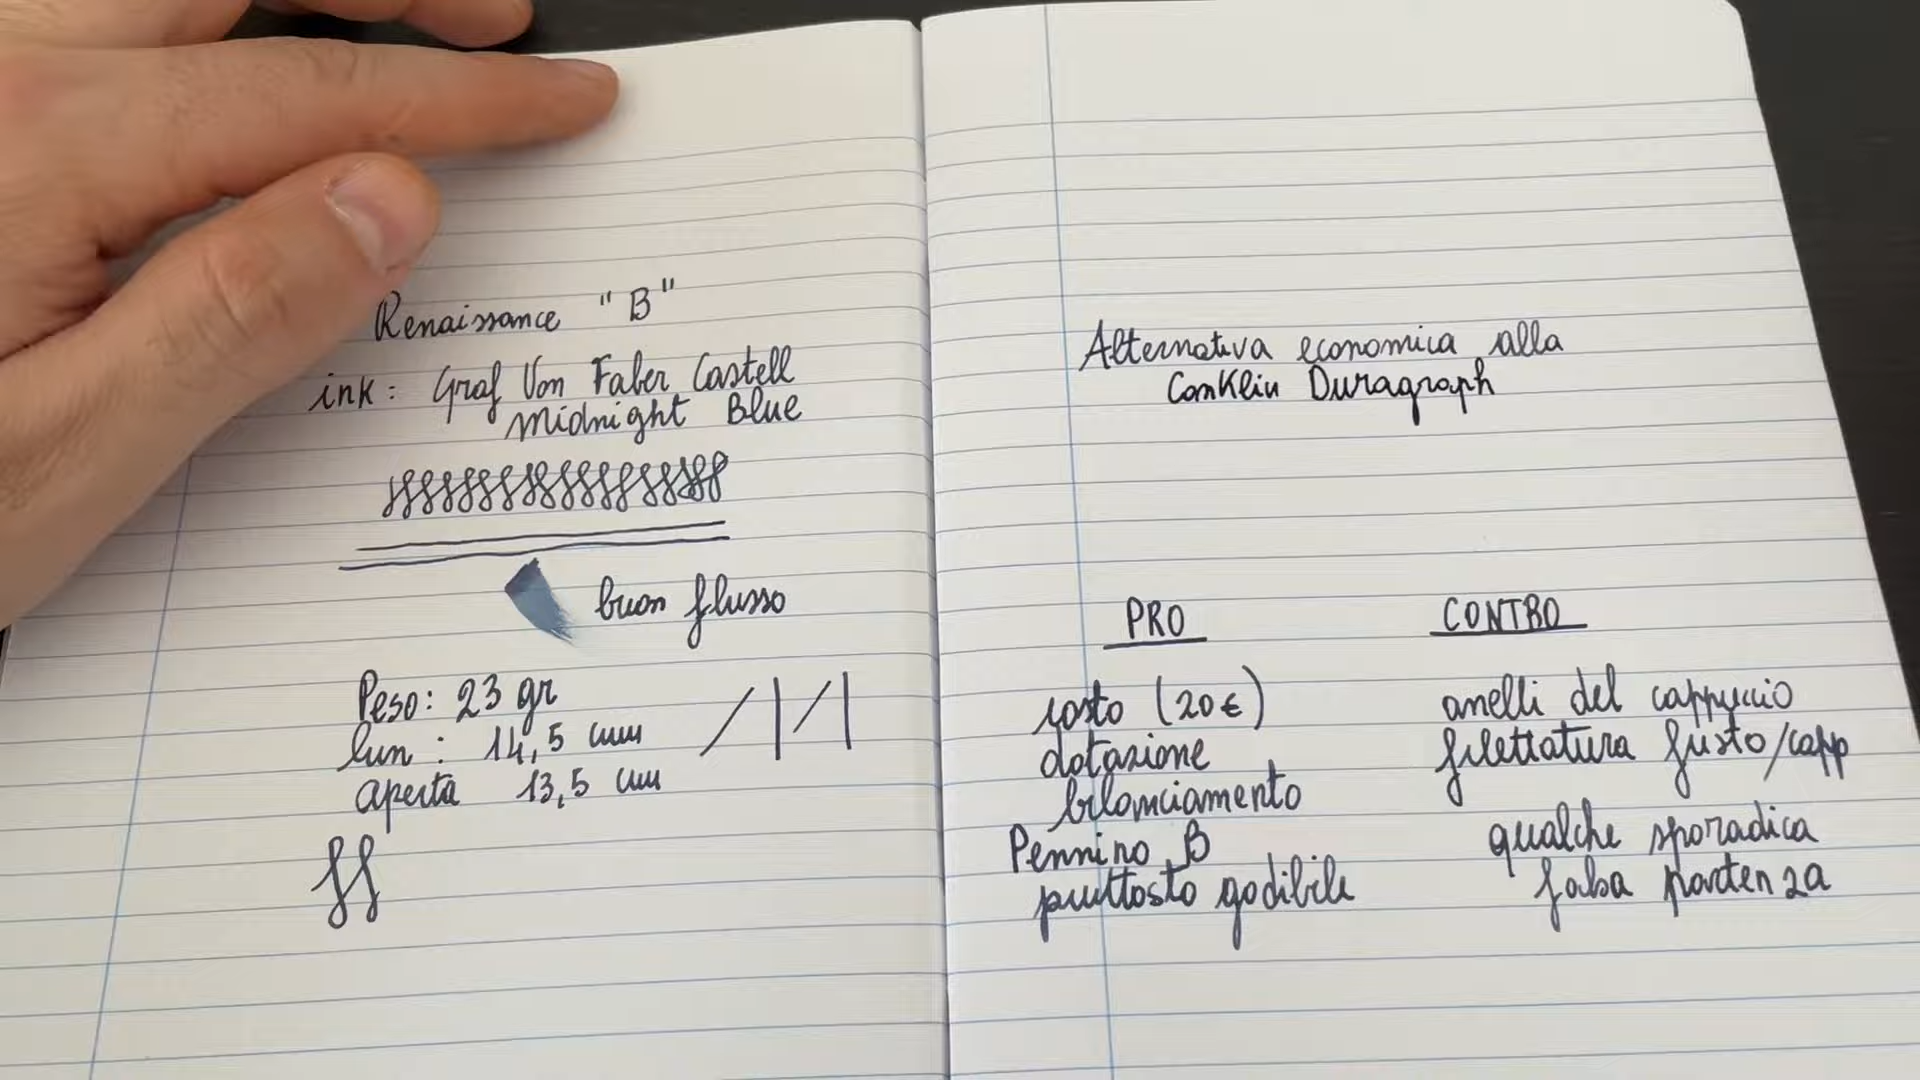 Renaissance "B"
ink: Graf Von Faber Castell
Midnight Blue
buon flusso
Peso: 23 gr
lun : 14,5 cm
aperta 13,5 cm
Alternativa economica alla
ConKlin Duragraph
PRO
costo (20€)
dotazione
bilanciamento
Pennino B
piuttosto godibile
CONTRO
anelli del cappuccio
filettatura fusto/capp
qualche sporadica
falsa partenza